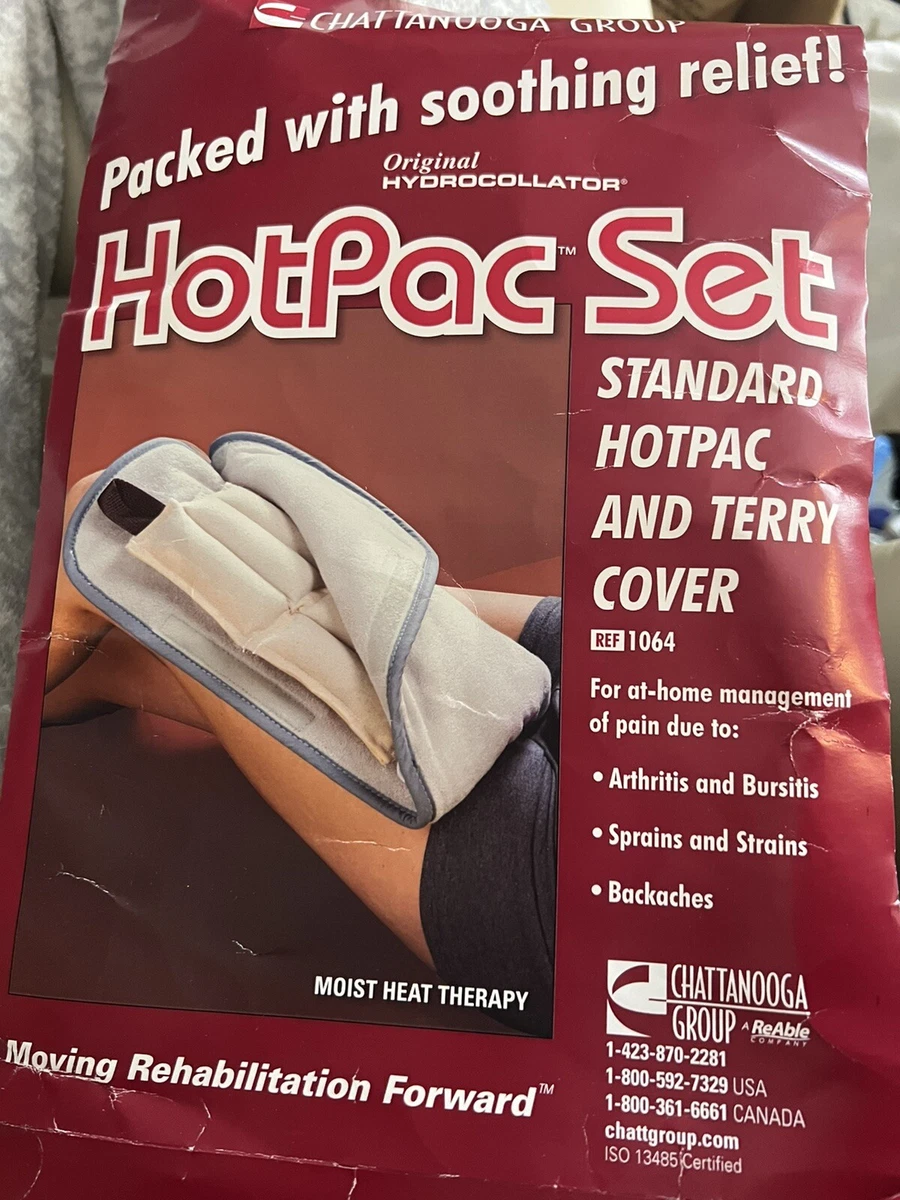 CHATTANOOGA GROUP
Packed with soothing relief!
Original
HYDROCOLLATOR®
HotPac™ Set
STANDARD
HOTPAC
AND TERRY
COVER
REF 1064
For at-home management
of pain due to:
• Arthritis and Bursitis
• Sprains and Strains
• Backaches
MOIST HEAT THERAPY
CHATTANOOGA
GROUP A ReAble
COMPANY
1-423-870-2281
1-800-592-7329 USA
1-800-361-6661 CANADA
chattgroup.com
ISO 13485 Certified
Moving Rehabilitation Forward™